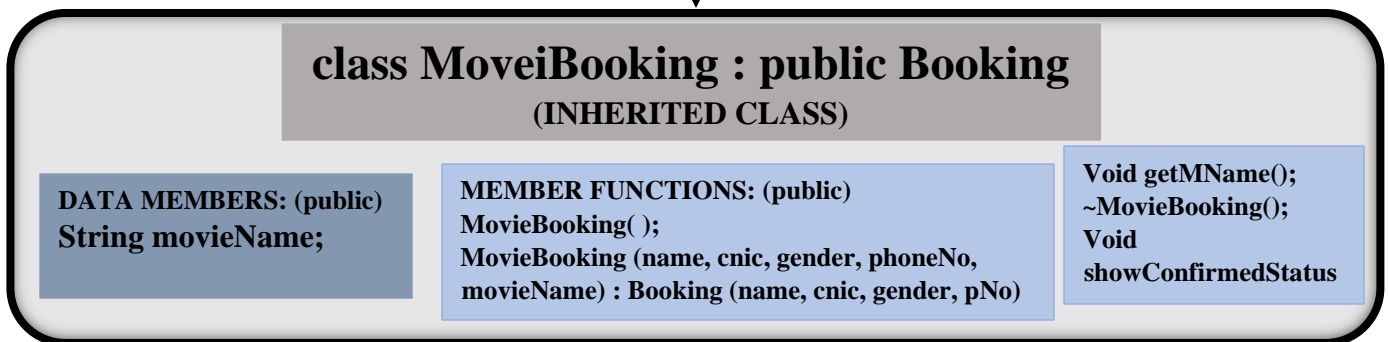 class MoveiBooking : public Booking
(INHERITED CLASS)
DATA MEMBERS: (public)
String movieName;
MEMBER FUNCTIONS: (public)
MovieBooking( );
MovieBooking (name, cnic, gender, phoneNo,
movieName) : Booking (name, cnic, gender, pNo)
Void getMName();
~MovieBooking();
Void
showConfirmedStatus